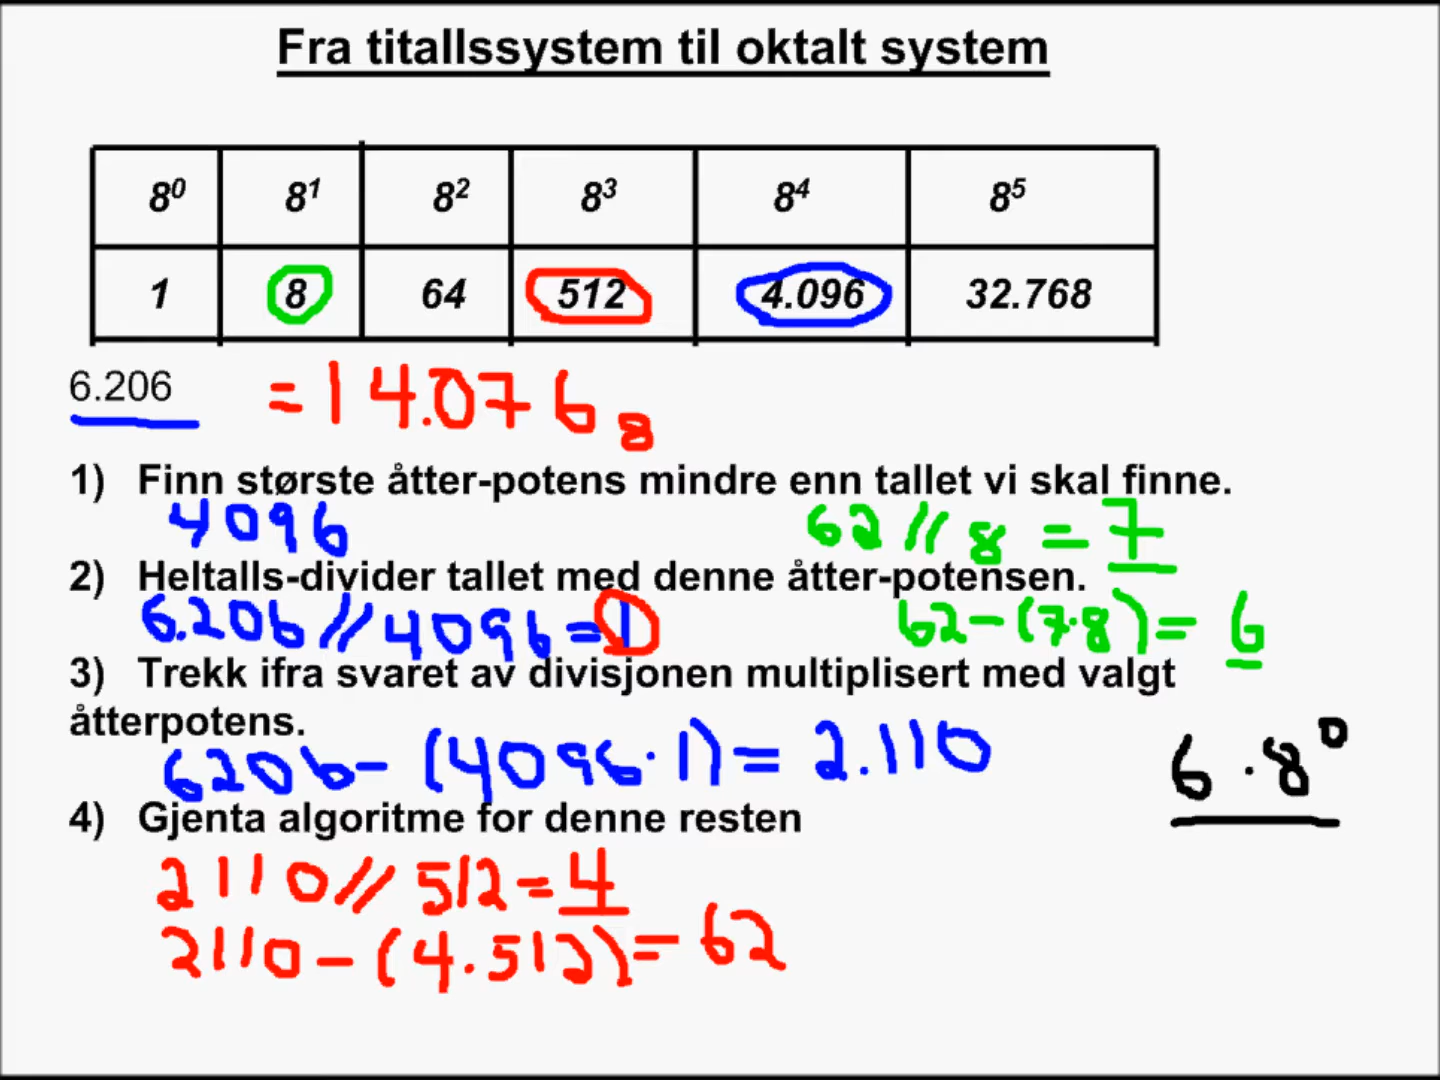 Fra titallssystem til oktalt system
8⁰ 8¹ 8² 8³ 8⁴ 8⁵
1 8 64 512 4.096 32.768
6.206 = 14.076₈
1) Finn største åtter-potens mindre enn tallet vi skal finne.
4096
62 // 8 = 7
2) Heltalls-divider tallet med denne åtter-potensen.
6.206 // 4096 = 1
62 - (7·8) = 6
3) Trekk ifra svaret av divisjonen multiplisert med valgt
åtterpotens.
6206 - (4096·1) = 2.110
6·8⁰
4) Gjenta algoritme for denne resten
2110 // 512 = 4
2110 - (4·512) = 62